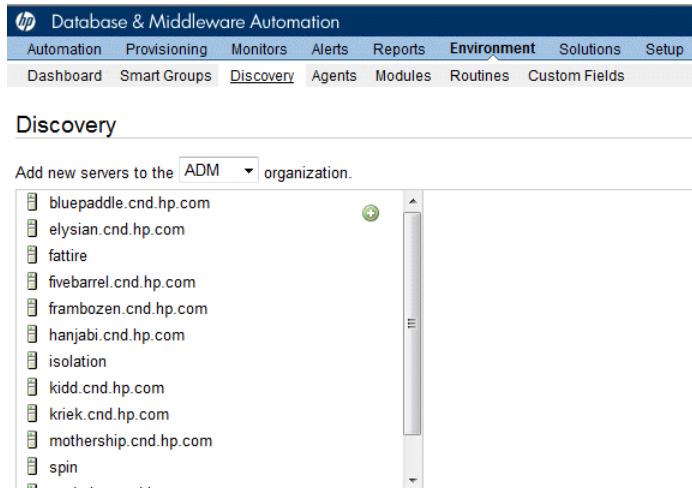 hp Database & Middleware Automation
Automation Provisioning Monitors Alerts Reports Environment Solutions Setup
Dashboard Smart Groups Discovery Agents Modules Routines Custom Fields
Discovery
Add new servers to the ADM organization.
bluepaddle.cnd.hp.com
elysian.cnd.hp.com
fattire
fivebarrel.cnd.hp.com
frambozen.cnd.hp.com
hanjabi.cnd.hp.com
isolation
kidd.cnd.hp.com
kriek.cnd.hp.com
mothership.cnd.hp.com
spin